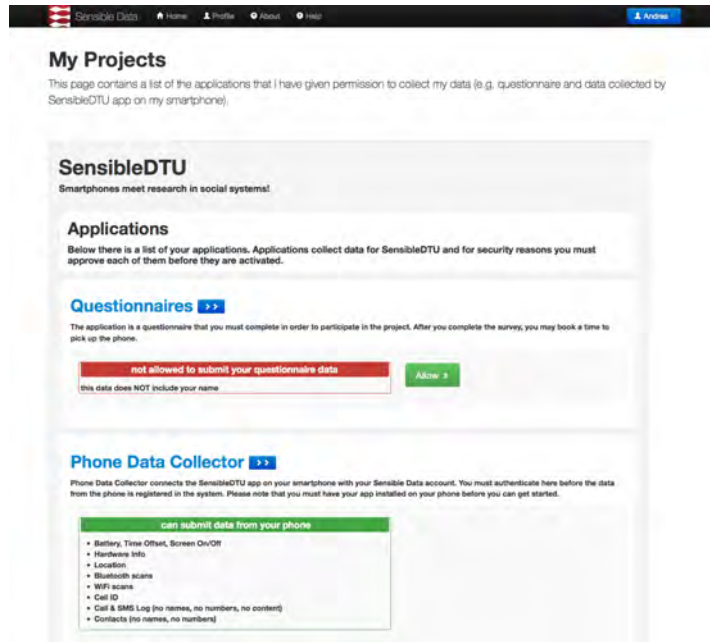 Sensible Data Home Profile About Help Andrea
My Projects
This page contains a list of the applications that I have given permission to collect my data (e.g. questionnaire and data collected by
SensibleDTU app on my smartphone).
SensibleDTU
Smartphones meet research in social systems!
Applications
Below there is a list of your applications. Applications collect data for SensibleDTU and for security reasons you must
approve each of them before they are activated.
Questionnaires >>
The application is a questionnaire that you must complete in order to participate in the project. After you complete the survey, you may book a time to
pick up the phone.
not allowed to submit your questionnaire data
Allow >
this data does NOT include your name
Phone Data Collector >>
Phone Data Collector connects the SensibleDTU app on your smartphone with your Sensible Data account. You must authenticate here before the data
from the phone is registered in the system. Please note that you must have your app installed on your phone before you can get started.
can submit data from your phone
• Battery, Time Offset, Screen On/Off
• Hardware Info
• Location
• Bluetooth scans
• WiFi scans
• Cell ID
• Call & SMS Log (no names, no numbers, no content)
• Contacts (no names, no numbers)